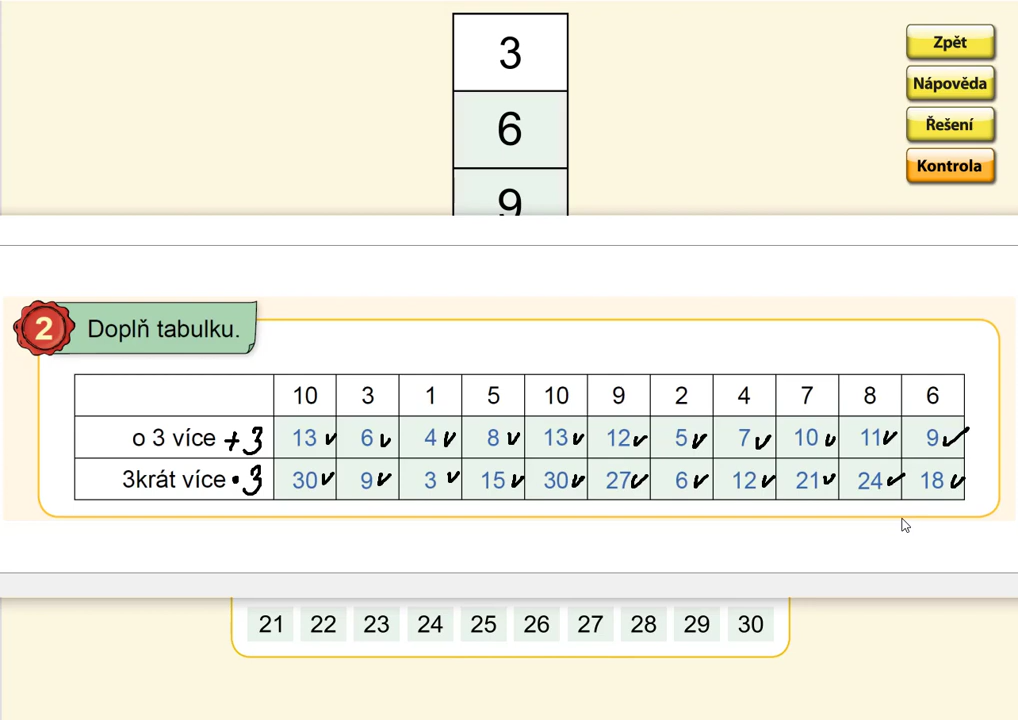 3
6
9
Zpět
Nápověda
Řešení
Kontrola
2 Doplň tabulku.
10 3 1 5 10 9 2 4 7 8 6
o 3 více +3 13 6 4 8 13 12 5 7 10 11 9
3krát více •3 30 9 3 15 30 27 6 12 21 24 18
21 22 23 24 25 26 27 28 29 30